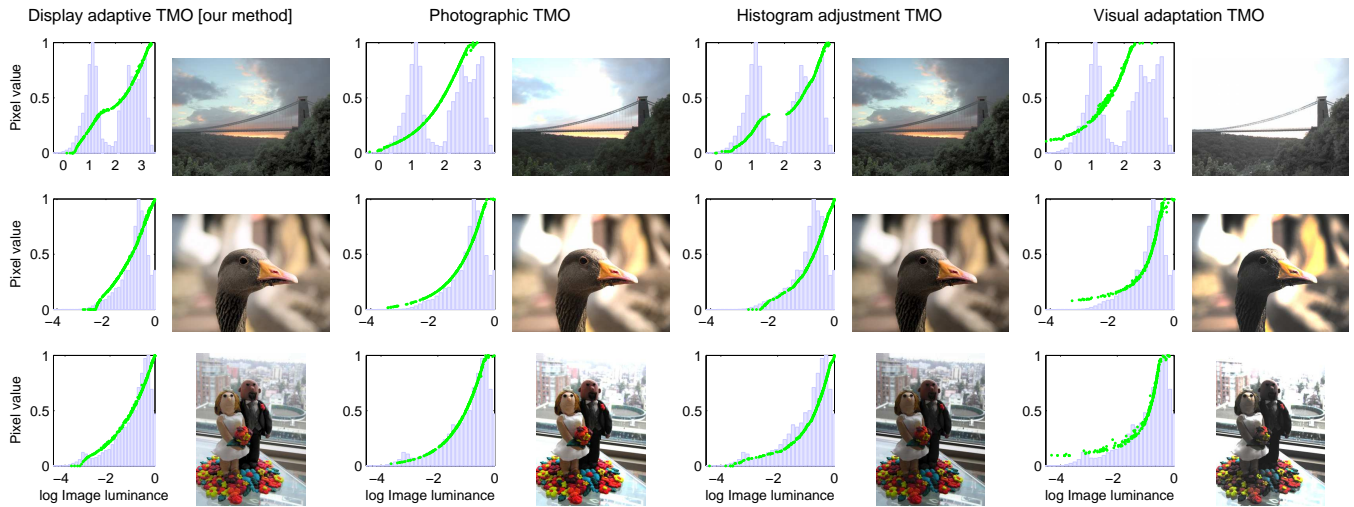 Display adaptive TMO [our method] Photographic TMO Histogram adjustment TMO Visual adaptation TMO
1 1 1 1
Pixel value
0.5 0.5 0.5 0.5
0 0 0 0
0 1 2 3 0 1 2 3 0 1 2 3 0 1 2 3
1 1 1 1
Pixel value
0.5 0.5 0.5 0.5
0 0 0 0
−4 −2 0 −4 −2 0 −4 −2 0 −4 −2 0
1 1 1 1
Pixel value
0.5 0.5 0.5 0.5
0 0 0 0
−4 −2 0 −4 −2 0 −4 −2 0 −4 −2 0
log Image luminance log Image luminance log Image luminance log Image luminance